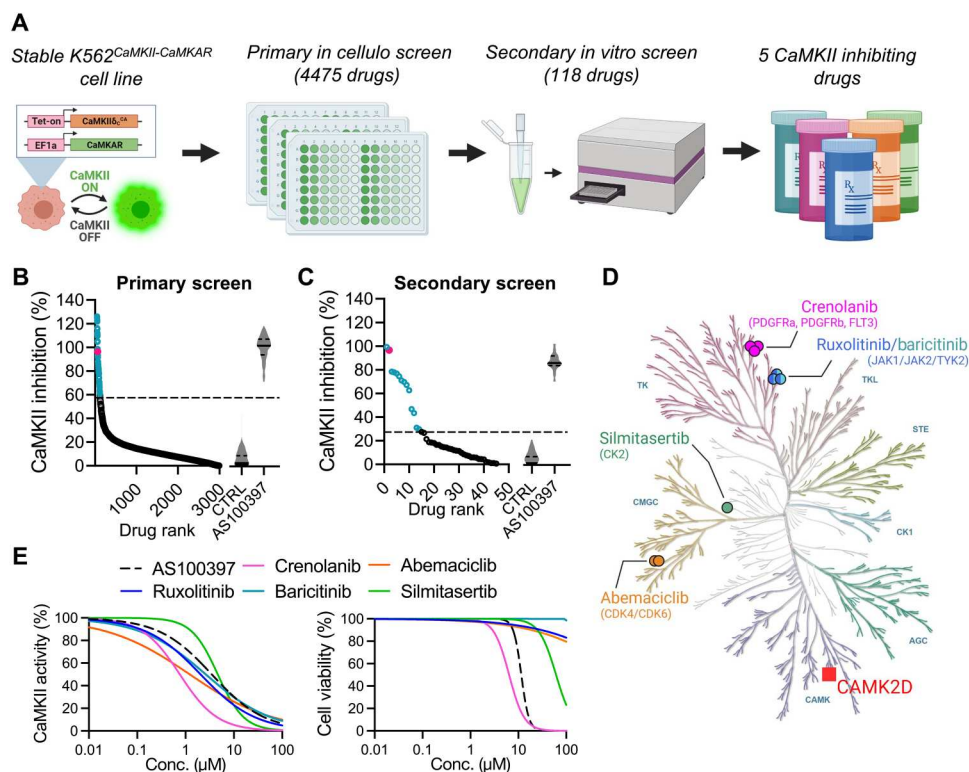 A
Stable K562CaMKII-CaMKAR
cell line
Primary in cellulo screen
(4475 drugs)
Secondary in vitro screen
(118 drugs)
5 CaMKII inhibiting
drugs
Tet-on
CaMKIIδcCA
EF1a
CaMKAR
CaMKII
ON
CaMKII
OFF
Rx
Rx
Rx
B
Primary screen
CaMKII inhibition (%)
140
120
100
80
60
40
20
0
1000
2000
3000
CTRL
AS100397
Drug rank
C
Secondary screen
CaMKII inhibition (%)
140
120
100
80
60
40
20
0
0
10
20
30
40
50
CTRL
AS100397
Drug rank
D
Crenolanib
(PDGFRa, PDGFRb, FLT3)
Ruxolitinib/baricitinib
(JAK1/JAK2/TYK2)
TK
TKL
STE
Silmitasertib
(CK2)
CMGC
CK1
Abemaciclib
(CDK4/CDK6)
AGC
CAMK
CAMK2D
E
AS100397
Crenolanib
Abemaciclib
Ruxolitinib
Baricitinib
Silmitasertib
CaMKII activity (%)
100
80
60
40
20
0
0.01
0.1
1
10
100
Conc. (μM)
Cell viability (%)
100
80
60
40
20
0
0.01
0.1
1
10
100
Conc. (μM)